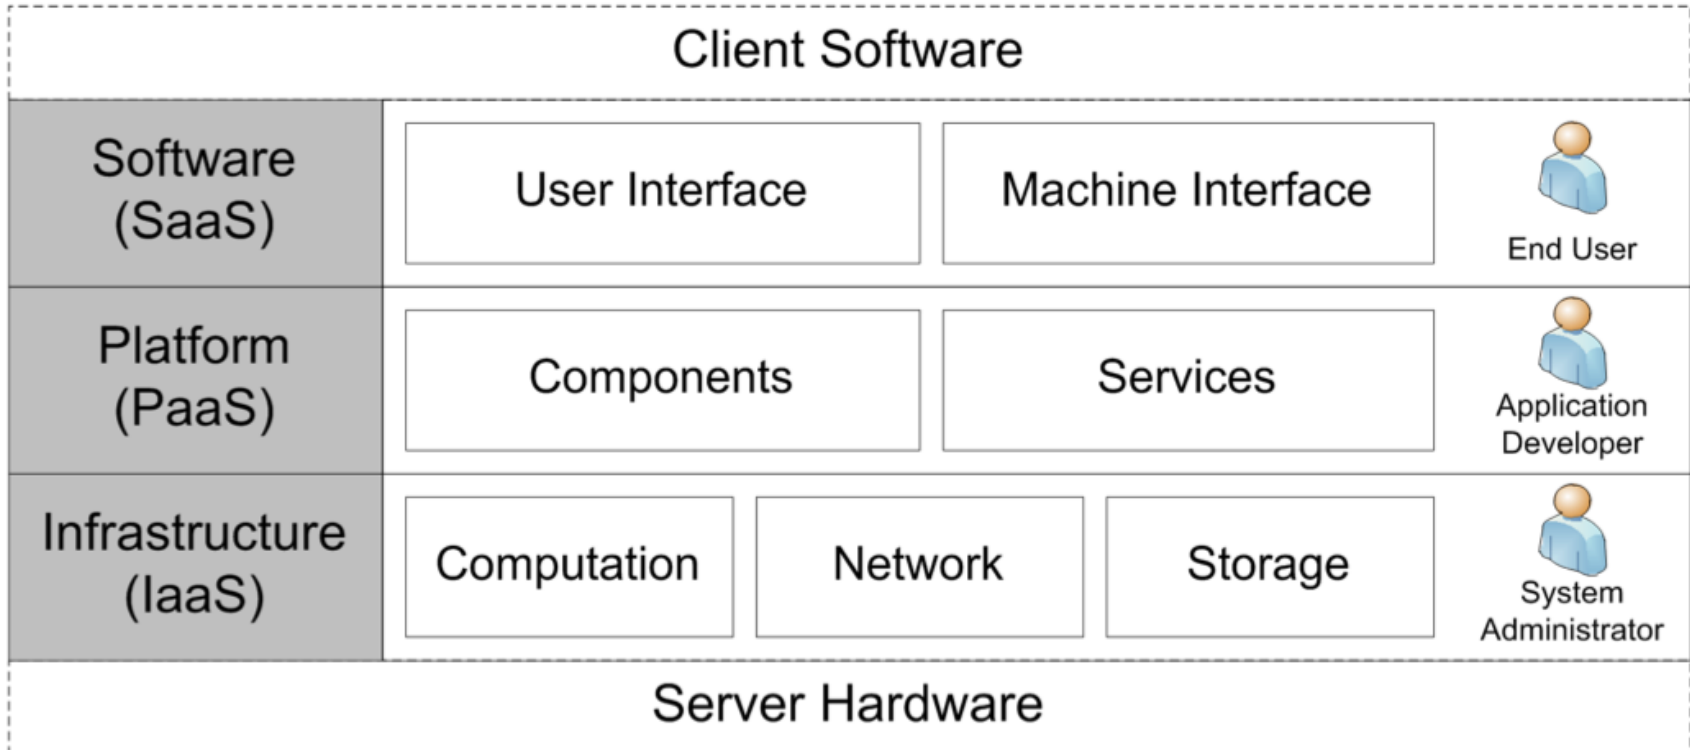 Client Software
Software
(SaaS)
User Interface
Machine Interface
End User
Platform
(PaaS)
Components
Services
Application
Developer
Infrastructure
(IaaS)
Computation
Network
Storage
System
Administrator
Server Hardware